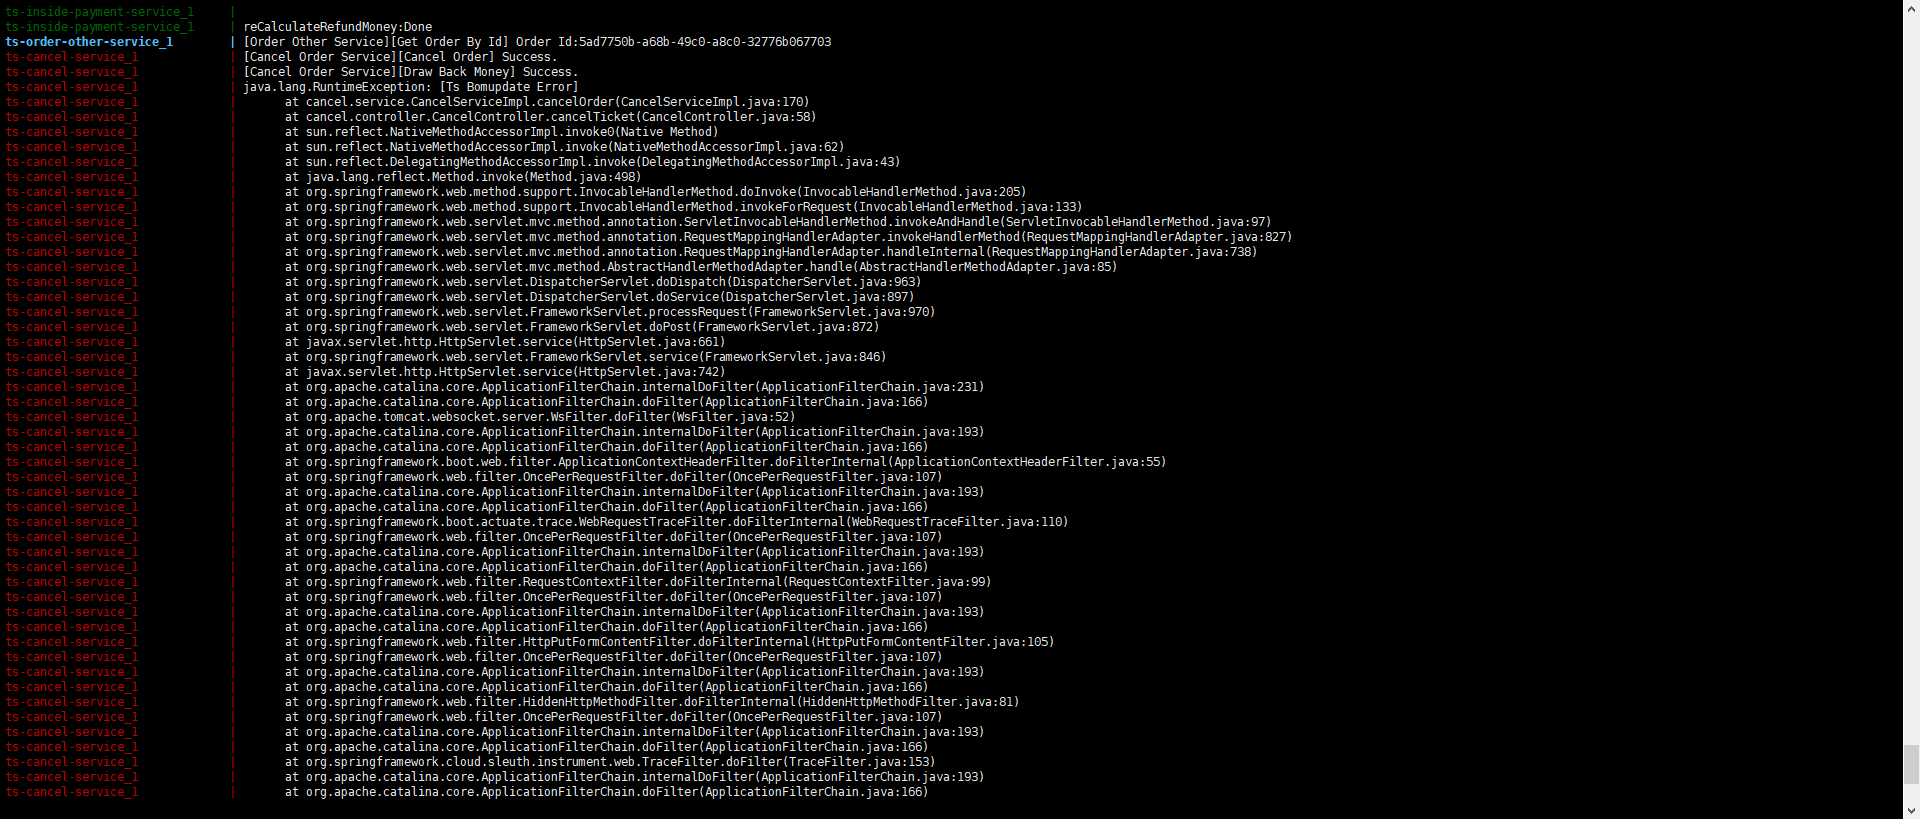 ts-inside-payment-service_1 |
ts-inside-payment-service_1 | reCalculateRefundMoney:Done
ts-order-other-service_1 | [Order Other Service][Get Order By Id] Order Id:5ad7750b-a68b-49c0-a8c0-32776b067703
ts-cancel-service_1 | [Cancel Order Service][Cancel Order] Success.
ts-cancel-service_1 | [Cancel Order Service][Draw Back Money] Success.
ts-cancel-service_1 | java.lang.RuntimeException: [Ts Bomupdate Error]
ts-cancel-service_1 | at cancel.service.CancelServiceImpl.cancelOrder(CancelServiceImpl.java:170)
ts-cancel-service_1 | at cancel.controller.CancelController.cancelTicket(CancelController.java:58)
ts-cancel-service_1 | at sun.reflect.NativeMethodAccessorImpl.invoke0(Native Method)
ts-cancel-service_1 | at sun.reflect.NativeMethodAccessorImpl.invoke(NativeMethodAccessorImpl.java:62)
ts-cancel-service_1 | at sun.reflect.DelegatingMethodAccessorImpl.invoke(DelegatingMethodAccessorImpl.java:43)
ts-cancel-service_1 | at java.lang.reflect.Method.invoke(Method.java:498)
ts-cancel-service_1 | at org.springframework.web.method.support.InvocableHandlerMethod.doInvoke(InvocableHandlerMethod.java:205)
ts-cancel-service_1 | at org.springframework.web.method.support.InvocableHandlerMethod.invokeForRequest(InvocableHandlerMethod.java:133)
ts-cancel-service_1 | at org.springframework.web.servlet.mvc.method.annotation.ServletInvocableHandlerMethod.invokeAndHandle(ServletInvocableHandlerMethod.java:97)
ts-cancel-service_1 | at org.springframework.web.servlet.mvc.method.annotation.RequestMappingHandlerAdapter.invokeHandlerMethod(RequestMappingHandlerAdapter.java:827)
ts-cancel-service_1 | at org.springframework.web.servlet.mvc.method.annotation.RequestMappingHandlerAdapter.handleInternal(RequestMappingHandlerAdapter.java:738)
ts-cancel-service_1 | at org.springframework.web.servlet.mvc.method.AbstractHandlerMethodAdapter.handle(AbstractHandlerMethodAdapter.java:85)
ts-cancel-service_1 | at org.springframework.web.servlet.DispatcherServlet.doDispatch(DispatcherServlet.java:963)
ts-cancel-service_1 | at org.springframework.web.servlet.DispatcherServlet.doService(DispatcherServlet.java:897)
ts-cancel-service_1 | at org.springframework.web.servlet.FrameworkServlet.processRequest(FrameworkServlet.java:970)
ts-cancel-service_1 | at org.springframework.web.servlet.FrameworkServlet.doPost(FrameworkServlet.java:872)
ts-cancel-service_1 | at javax.servlet.http.HttpServlet.service(HttpServlet.java:661)
ts-cancel-service_1 | at org.springframework.web.servlet.FrameworkServlet.service(FrameworkServlet.java:846)
ts-cancel-service_1 | at javax.servlet.http.HttpServlet.service(HttpServlet.java:742)
ts-cancel-service_1 | at org.apache.catalina.core.ApplicationFilterChain.internalDoFilter(ApplicationFilterChain.java:231)
ts-cancel-service_1 | at org.apache.catalina.core.ApplicationFilterChain.doFilter(ApplicationFilterChain.java:166)
ts-cancel-service_1 | at org.apache.tomcat.websocket.server.WsFilter.doFilter(WsFilter.java:52)
ts-cancel-service_1 | at org.apache.catalina.core.ApplicationFilterChain.internalDoFilter(ApplicationFilterChain.java:193)
ts-cancel-service_1 | at org.apache.catalina.core.ApplicationFilterChain.doFilter(ApplicationFilterChain.java:166)
ts-cancel-service_1 | at org.springframework.boot.web.filter.ApplicationContextHeaderFilter.doFilterInternal(ApplicationContextHeaderFilter.java:55)
ts-cancel-service_1 | at org.springframework.web.filter.OncePerRequestFilter.doFilter(OncePerRequestFilter.java:107)
ts-cancel-service_1 | at org.apache.catalina.core.ApplicationFilterChain.internalDoFilter(ApplicationFilterChain.java:193)
ts-cancel-service_1 | at org.apache.catalina.core.ApplicationFilterChain.doFilter(ApplicationFilterChain.java:166)
ts-cancel-service_1 | at org.springframework.boot.actuate.trace.WebRequestTraceFilter.doFilterInternal(WebRequestTraceFilter.java:110)
ts-cancel-service_1 | at org.springframework.web.filter.OncePerRequestFilter.doFilter(OncePerRequestFilter.java:107)
ts-cancel-service_1 | at org.apache.catalina.core.ApplicationFilterChain.internalDoFilter(ApplicationFilterChain.java:193)
ts-cancel-service_1 | at org.apache.catalina.core.ApplicationFilterChain.doFilter(ApplicationFilterChain.java:166)
ts-cancel-service_1 | at org.springframework.web.filter.RequestContextFilter.doFilterInternal(RequestContextFilter.java:99)
ts-cancel-service_1 | at org.springframework.web.filter.OncePerRequestFilter.doFilter(OncePerRequestFilter.java:107)
ts-cancel-service_1 | at org.apache.catalina.core.ApplicationFilterChain.internalDoFilter(ApplicationFilterChain.java:193)
ts-cancel-service_1 | at org.apache.catalina.core.ApplicationFilterChain.doFilter(ApplicationFilterChain.java:166)
ts-cancel-service_1 | at org.springframework.web.filter.HttpPutFormContentFilter.doFilterInternal(HttpPutFormContentFilter.java:105)
ts-cancel-service_1 | at org.springframework.web.filter.OncePerRequestFilter.doFilter(OncePerRequestFilter.java:107)
ts-cancel-service_1 | at org.apache.catalina.core.ApplicationFilterChain.internalDoFilter(ApplicationFilterChain.java:193)
ts-cancel-service_1 | at org.apache.catalina.core.ApplicationFilterChain.doFilter(ApplicationFilterChain.java:166)
ts-cancel-service_1 | at org.springframework.web.filter.HiddenHttpMethodFilter.doFilterInternal(HiddenHttpMethodFilter.java:81)
ts-cancel-service_1 | at org.springframework.web.filter.OncePerRequestFilter.doFilter(OncePerRequestFilter.java:107)
ts-cancel-service_1 | at org.apache.catalina.core.ApplicationFilterChain.internalDoFilter(ApplicationFilterChain.java:193)
ts-cancel-service_1 | at org.apache.catalina.core.ApplicationFilterChain.doFilter(ApplicationFilterChain.java:166)
ts-cancel-service_1 | at org.springframework.cloud.sleuth.instrument.web.TraceFilter.doFilter(TraceFilter.java:153)
ts-cancel-service_1 | at org.apache.catalina.core.ApplicationFilterChain.internalDoFilter(ApplicationFilterChain.java:193)
ts-cancel-service_1 | at org.apache.catalina.core.ApplicationFilterChain.doFilter(ApplicationFilterChain.java:166)